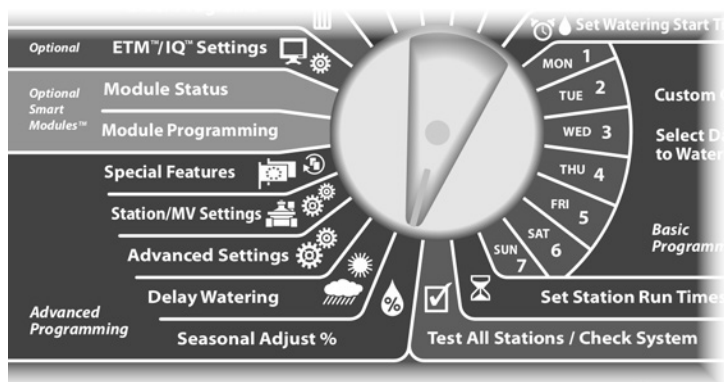 Optional
ETM™/IQ™ Settings
Optional
Smart
Modules™
Module Status
Module Programming
Special Features
Station/MV Settings
Advanced Settings
Delay Watering
%
Seasonal Adjust %
Advanced
Programming
Set Watering Start T
MON 1
TUE 2
WED 3
THU 4
FRI 5
SAT 6
SUN 7
Custom
Select D
to Water
Basic
Programm
Set Station Run Times
Test All Stations / Check System